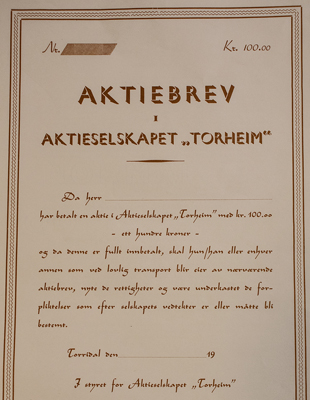 Nr.
Kr. 100.00
AKTIEBREV
I
AKTIESELSKAPET „TORHEIM“
Da herr
har betalt en aktie i Aktieselskapet „Torheim” med kr. 100.00
- ett hundre kroner -
og da denne er fullt innbetalt, skal hun/han eller enhver
annen som ved lovlig transport blir eier av nærværende
aktiebrev, nyte de rettigheter og være underkastet de for-
pliktelser som efter selskapets vedtekter er eller måtte bli
bestemt.
Torridal den 19
I styret for Aktieselskapet „Torheim”